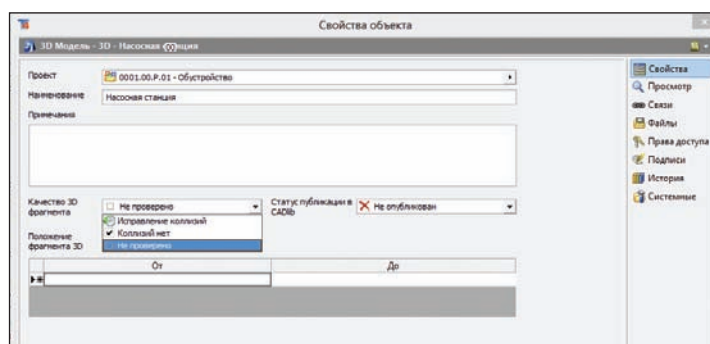 Свойства объекта
3D Модель - 3D - Насосная станция
Проект
0001.00.Р.01 - Обустройство
Наименование
Насосная станция
Примечания
Качество 3D фрагмента
Не проверено
Статус публикации в CADlib
Не опубликован
Исправление коллизий
Коллизий нет
Не проверено
Положение фрагмента 3D
От
До
Свойства
Просмотр
Связи
Файлы
Права доступа
Подписи
История
Системные